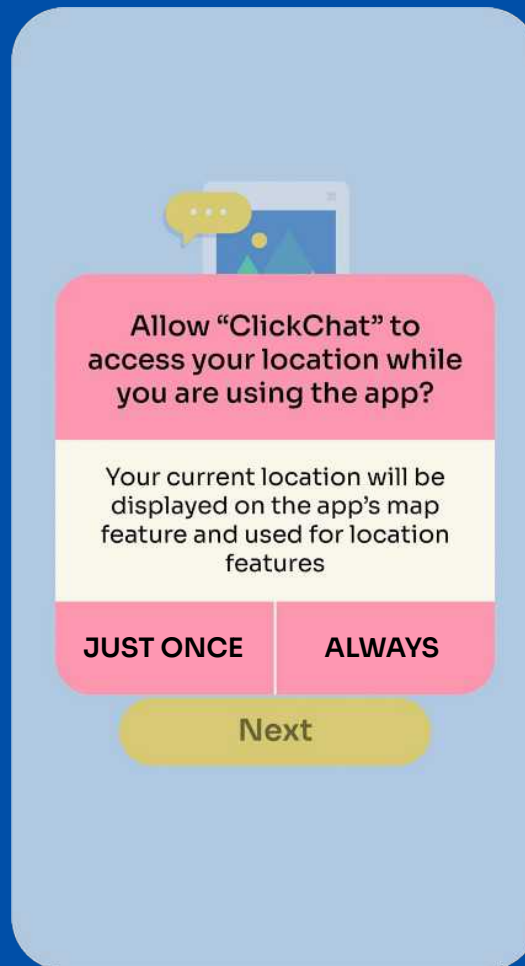 Allow “ClickChat” to
access your location while
you are using the app?
Your current location will be
displayed on the app’s map
feature and used for location
features
JUST ONCE
ALWAYS
Next